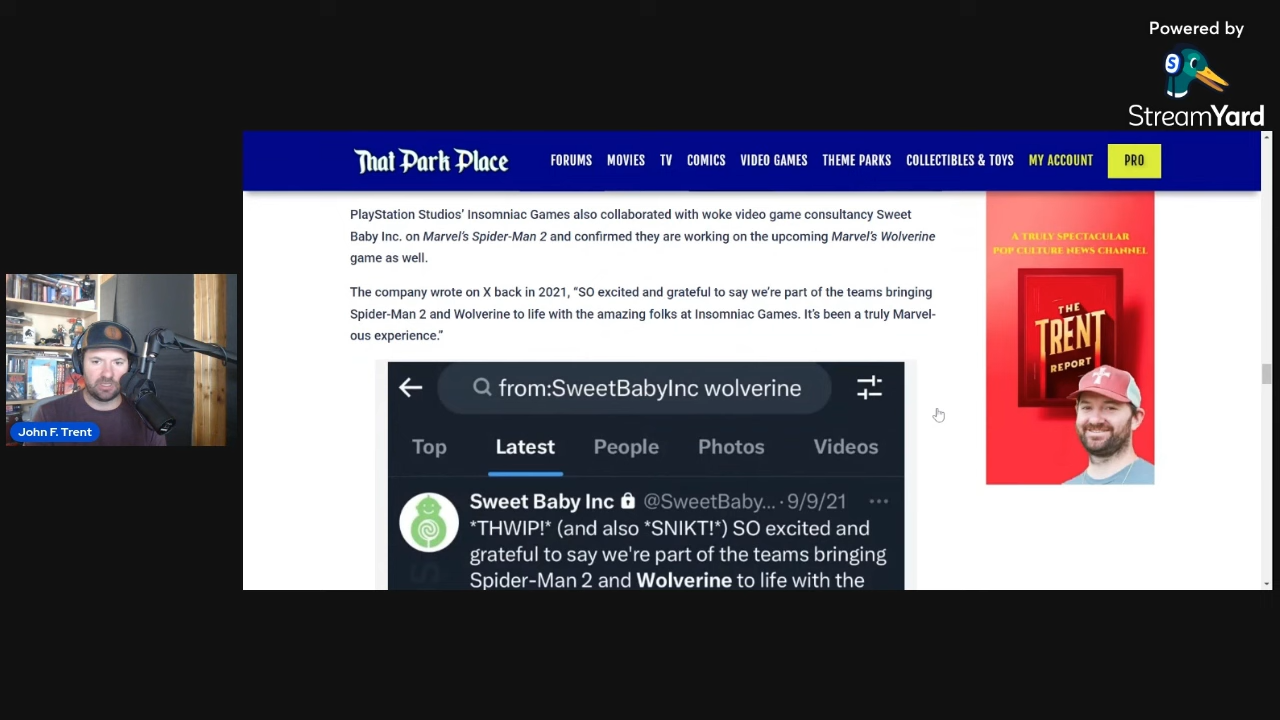 Powered by
S
StreamYard
That Park Place
FORUMS MOVIES TV COMICS VIDEO GAMES THEME PARKS COLLECTIBLES & TOYS MY ACCOUNT PRO
PlayStation Studios’ Insomniac Games also collaborated with woke video game consultancy Sweet
Baby Inc. on Marvel’s Spider-Man 2 and confirmed they are working on the upcoming Marvel’s Wolverine
game as well.
The company wrote on X back in 2021, “SO excited and grateful to say we’re part of the teams bringing
Spider-Man 2 and Wolverine to life with the amazing folks at Insomniac Games. It’s been a truly Marvel-
ous experience.”
from:SweetBabyInc wolverine
Top Latest People Photos Videos
Sweet Baby Inc @SweetBaby... · 9/9/21
*THWIP!* (and also *SNIKT!*) SO excited and
grateful to say we're part of the teams bringing
Spider-Man 2 and Wolverine to life with the
A TRULY SPECTACULAR
POP CULTURE NEWS CHANNEL
THE
TRENT
REPORT
John F. Trent